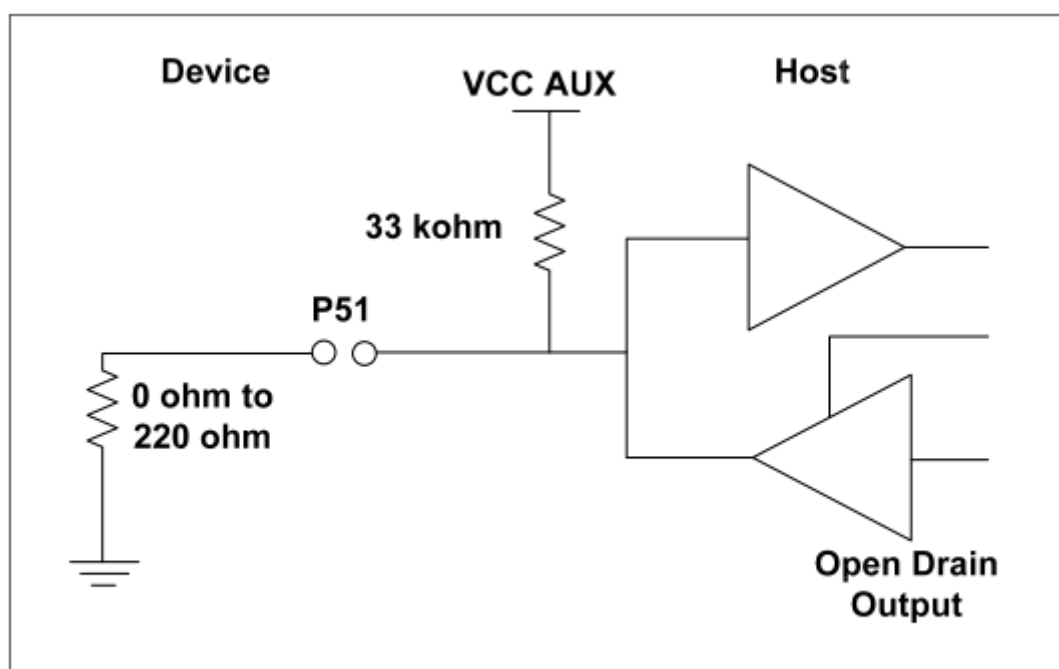 Device
VCC AUX
Host
33 kohm
P51
0 ohm to
220 ohm
Open Drain
Output